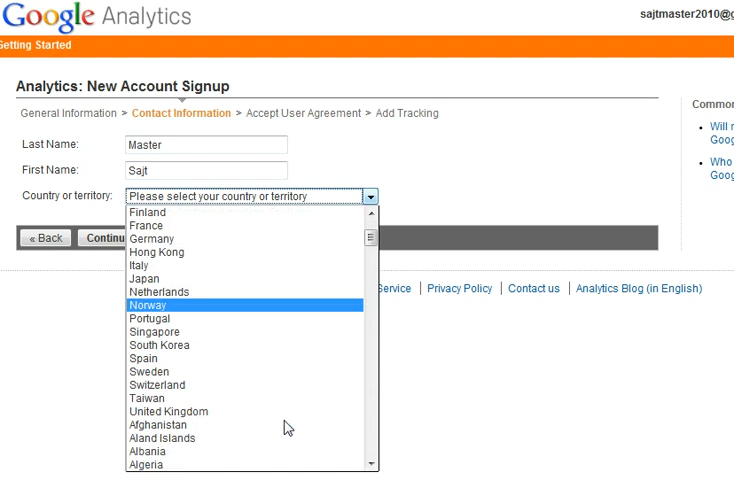 Google Analytics
sajtmaster2010@g
Getting Started
Analytics: New Account Signup
General Information > Contact Information > Accept User Agreement > Add Tracking
Last Name: Master
First Name: Sajt
Country or territory: Please select your country or territory
Finland
France
Germany
Hong Kong
Italy
Japan
Netherlands
Norway
Portugal
Singapore
South Korea
Spain
Sweden
Switzerland
Taiwan
United Kingdom
Afghanistan
Aland Islands
Albania
Algeria
« Back Continu
Service | Privacy Policy | Contact us | Analytics Blog (in English)
Commo
• Will
Goog
• Who
Goog